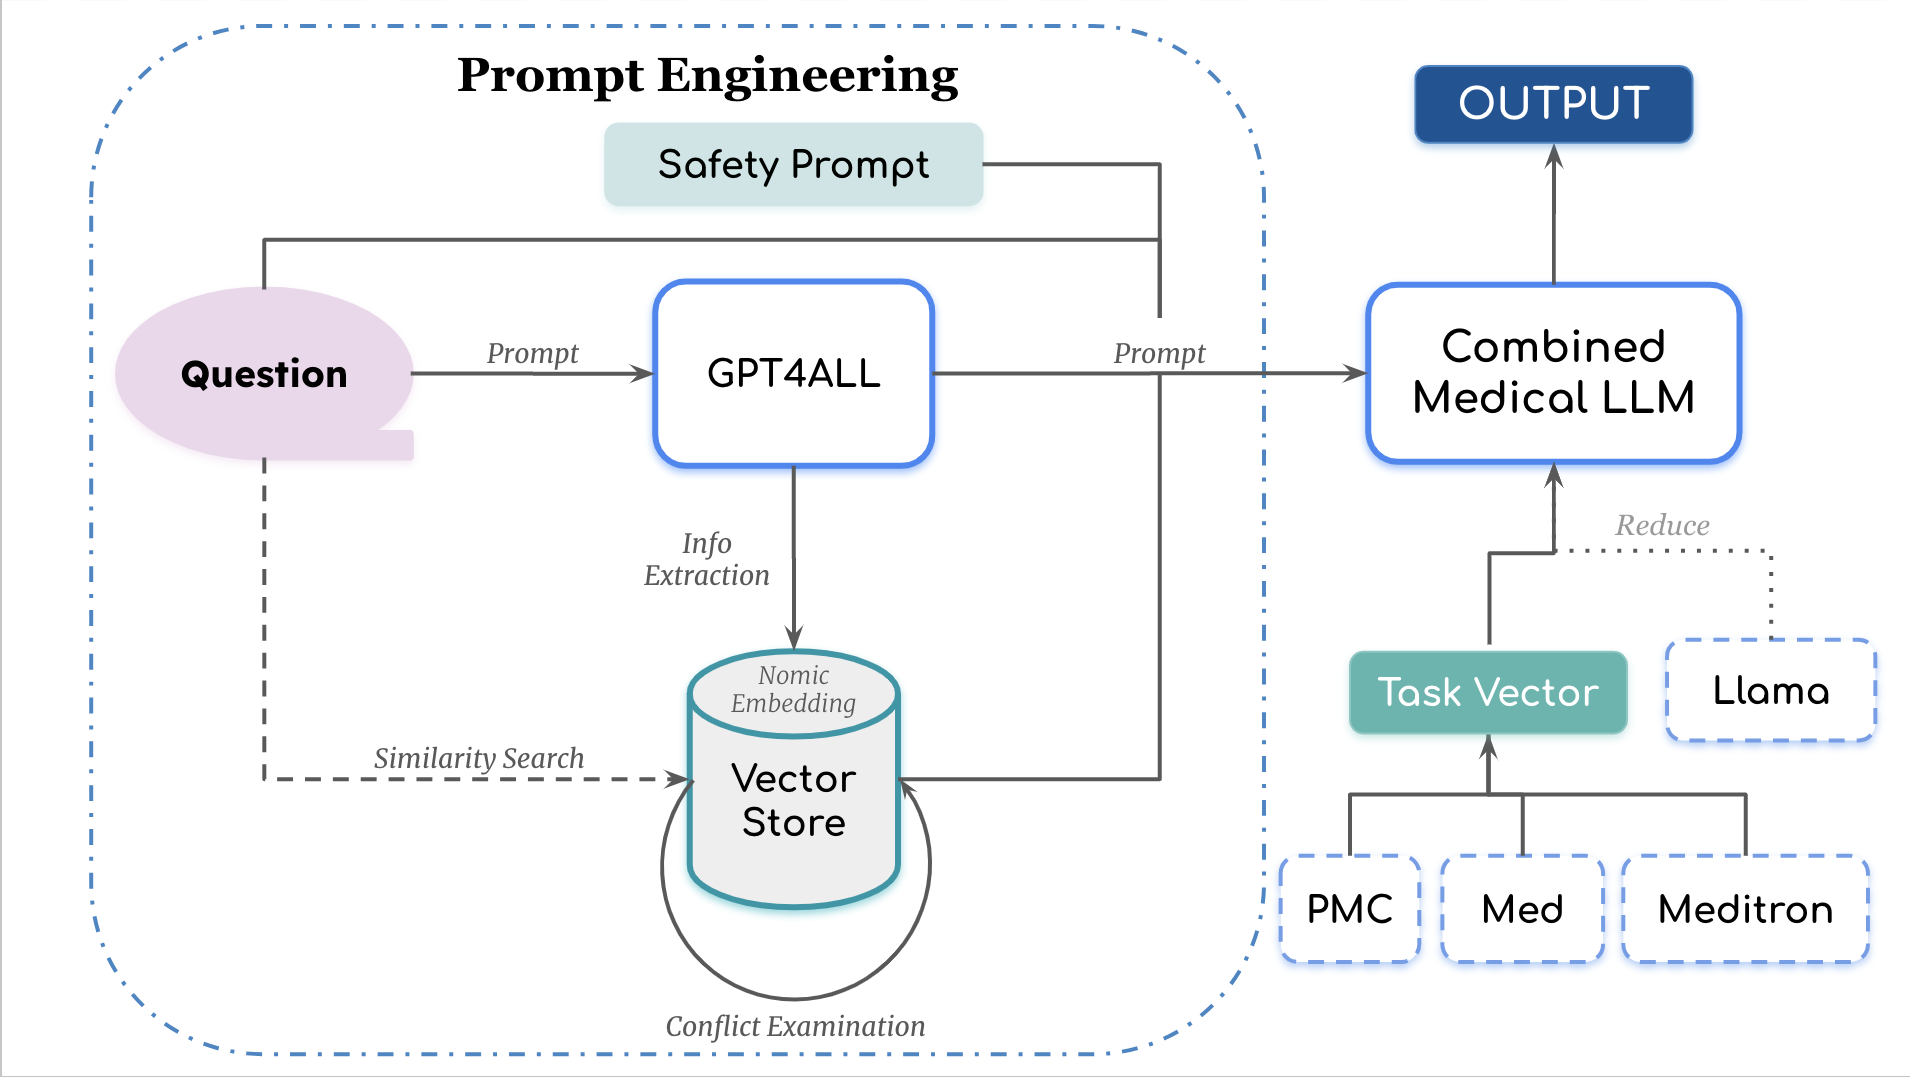 Prompt Engineering
Safety Prompt
OUTPUT
Question
Prompt
GPT4ALL
Prompt
Combined
Medical LLM
Info
Extraction
Reduce
Nomic
Embedding
Similarity Search
Vector
Store
Task Vector
Llama
PMC
Med
Meditron
Conflict Examination